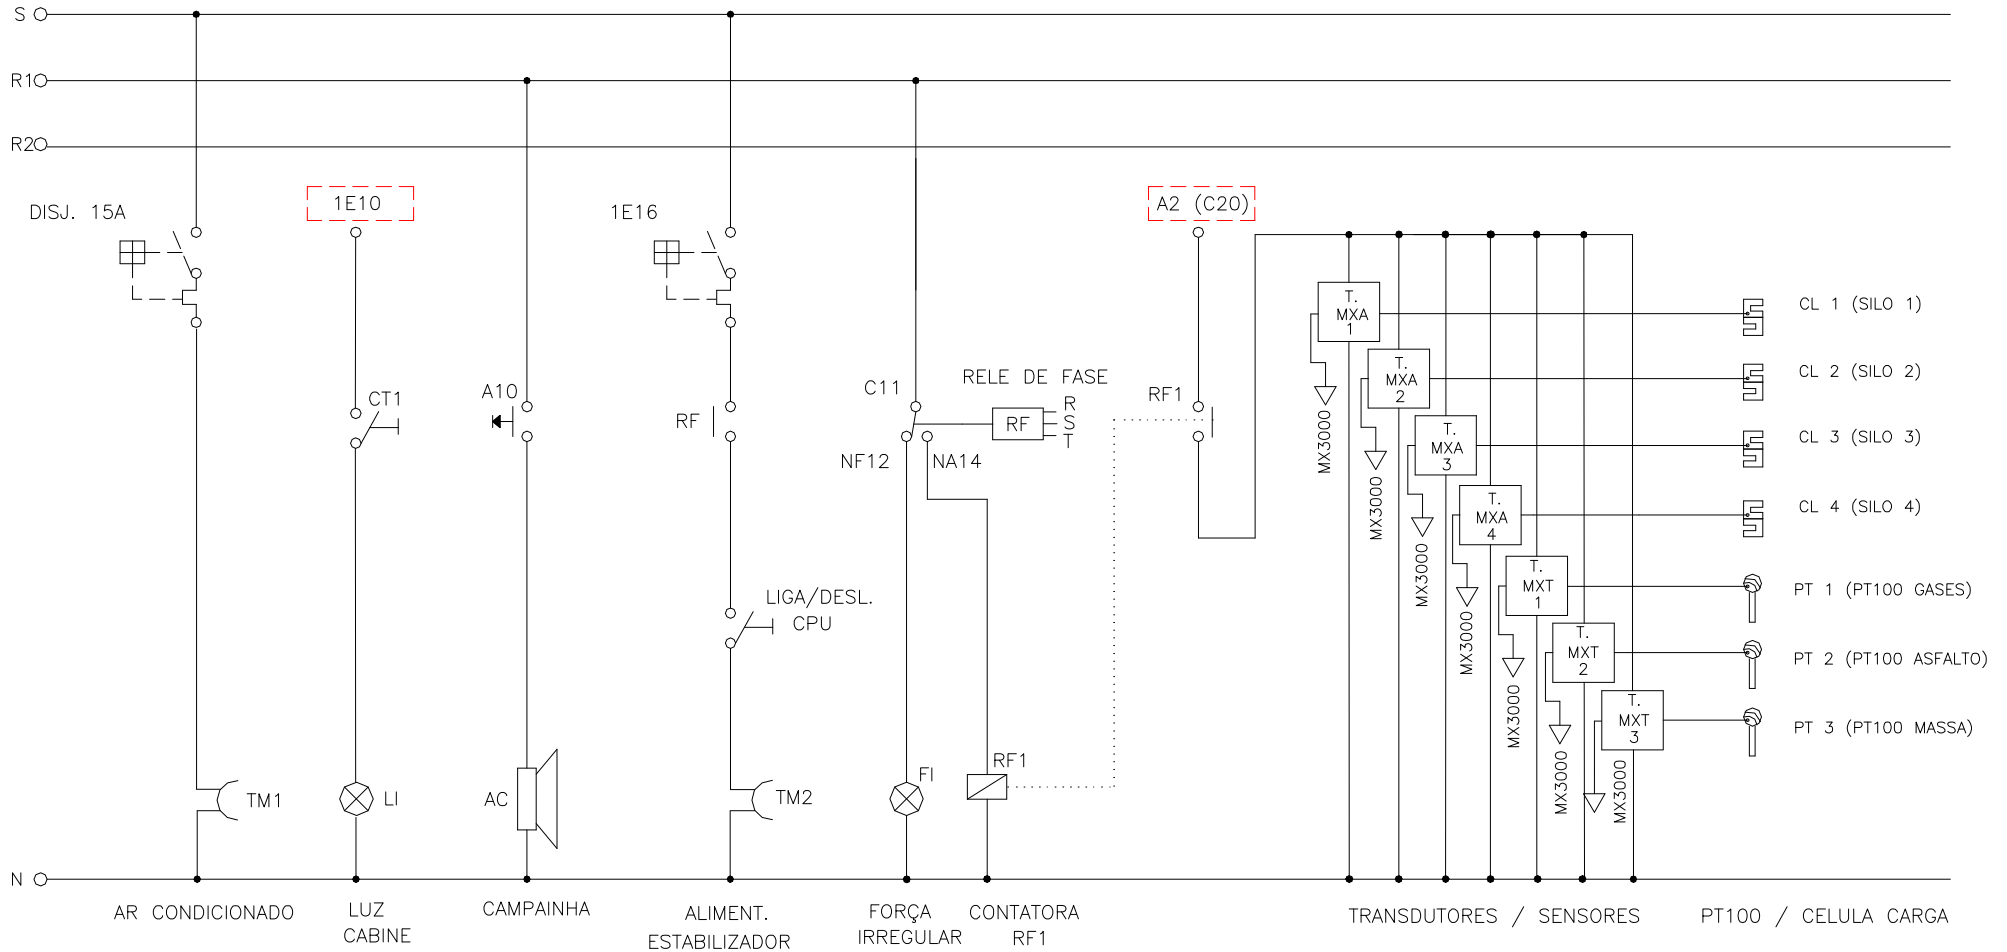 S
R1
R2
DISJ. 15A
1E10
1E16
A2 (C20)
T.
MXA
1
CL 1 (SILO 1)
MX3000
T.
MXA
2
CL 2 (SILO 2)
MX3000
T.
MXA
3
CL 3 (SILO 3)
MX3000
T.
MXA
4
CL 4 (SILO 4)
MX3000
T.
MXT
1
PT 1 (PT100 GASES)
MX3000
T.
MXT
2
PT 2 (PT100 ASFALTO)
MX3000
T.
MXT
3
PT 3 (PT100 MASSA)
MX3000
CT1
A10
RF
C11
RELE DE FASE
RF
R
S
T
RF1
NF12
NA14
LIGA/DESL.
CPU
TM1
LI
AC
TM2
FI
RF1
N
AR CONDICIONADO
LUZ
CABINE
CAMPAINHA
ALIMENT.
ESTABILIZADOR
FORÇA
IRREGULAR
CONTATORA
RF1
TRANSDUTORES / SENSORES
PT100 / CELULA CARGA